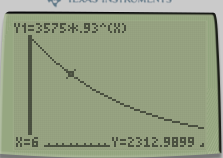 TEXAS INSTRUMENTS
Y1=3575*.93^(X)
X=6 Y=2312.9899